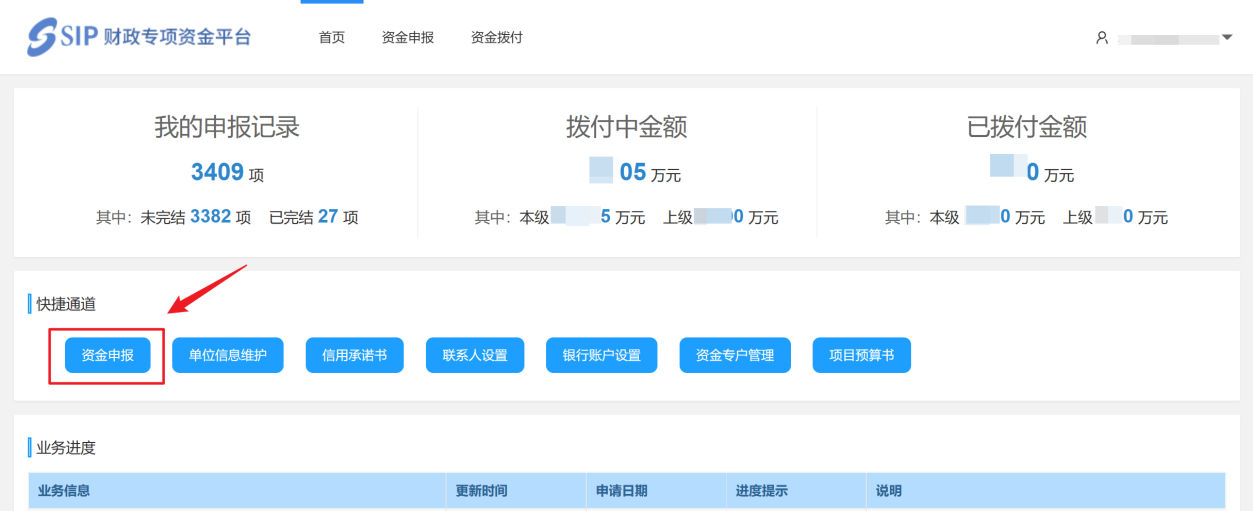 SIP 财政专项资金平台 首页 资金申报 资金拨付
我的申报记录 拨付中金额 已拨付金额
3409 项 05 万元 0 万元
其中：未完结 3382 项 已完结 27 项 其中：本级 5 万元 上级 0 万元 其中：本级 0 万元 上级 0 万元
快捷通道
资金申报 单位信息维护 信用承诺书 联系人设置 银行账户设置 资金专户管理 项目预算书
业务进度
业务信息 更新时间 申请日期 进度提示 说明